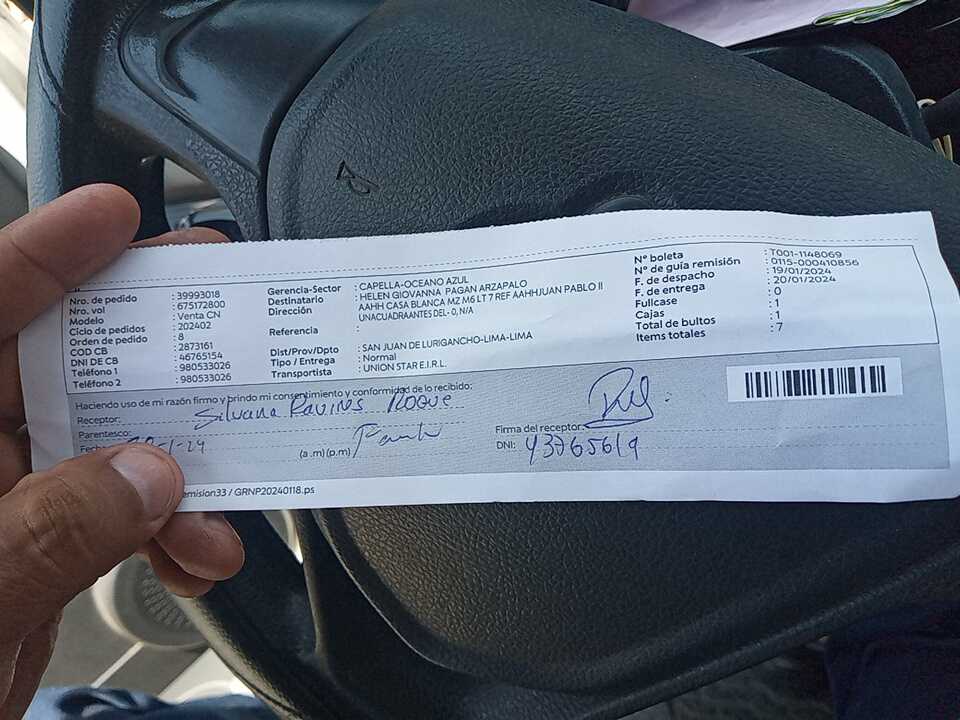 Nro. de pedido : 39993018
Nro. vol : 675172800
Modelo : Venta CN
Ciclo de pedidos : 202402
Orden de pedido : 8
COD CB : 2873161
DNI DE CB : 46765154
Teléfono 1 : 980533026
Teléfono 2 : 980533026
Gerencia-Sector : CAPELLA-OCEANO AZUL
Destinatario : HELEN GIOVANNA PAGAN ARZAPALO
Dirección : AAHH CASA BLANCA MZ M6 LT 7 REF AAHHJUAN PABLO II
UNACUADRAANTES DEL- 0, N/A
Referencia :
Dist/Prov/Dpto : SAN JUAN DE LURIGANCHO-LIMA-LIMA
Tipo / Entrega : Normal
Transportista : UNION STAR E.I.R.L.
N° boleta : T001-1148069
N° de guía remisión : 0115-000410856
F. de despacho : 19/01/2024
F. de entrega : 20/01/2024
Fullcase : 0
Cajas : 1
Total de bultos : 1
Items totales : 7
Haciendo uso de mi razón firmo y brindo mi consentimiento y conformidad de lo recibido:
Receptor: Silvana Ravines Roque
Parentesco:
Fecha -1-24 (a.m)(p.m)
Firma del receptor:
DNI: 43765619
emision33 / GRNP20240118.ps